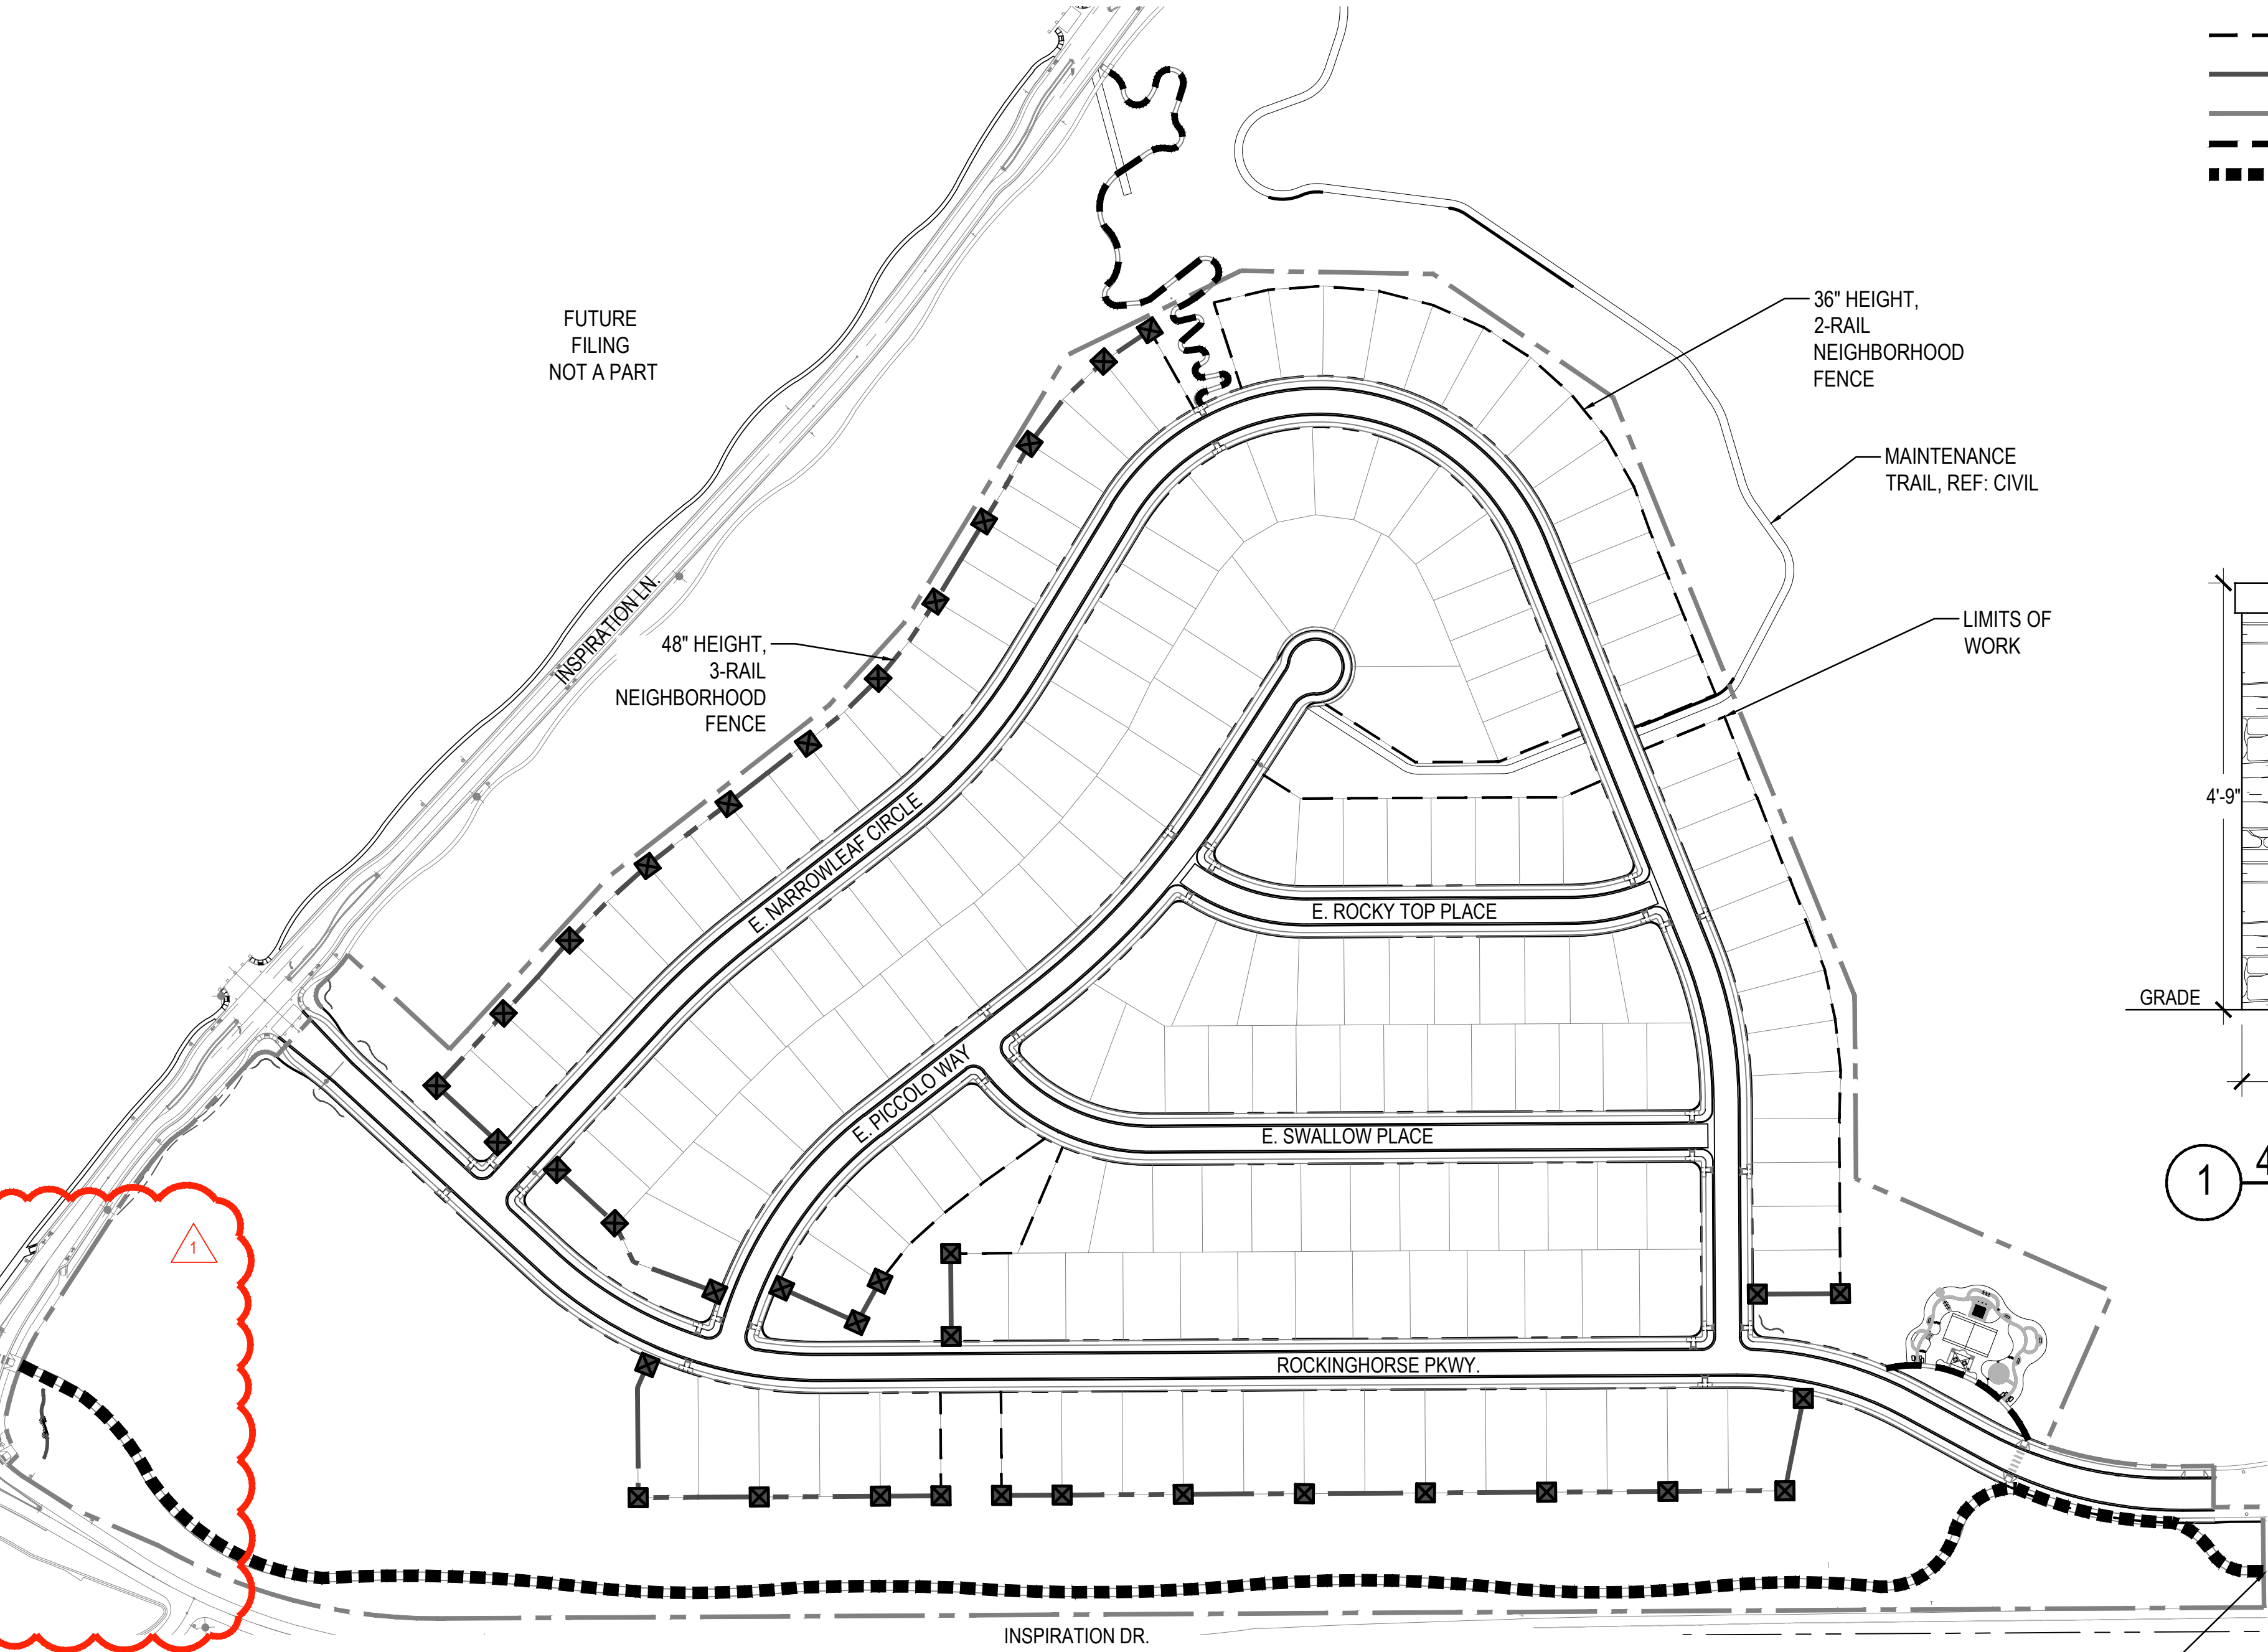 FUTURE
FILING
NOT A PART
36" HEIGHT,
2-RAIL
NEIGHBORHOOD
FENCE
MAINTENANCE
TRAIL, REF: CIVIL
LIMITS OF
WORK
INSPIRATION LN.
48" HEIGHT,
3-RAIL
NEIGHBORHOOD
FENCE
4'-9"
E. NARROWLEAF CIRCLE
E. ROCKY TOP PLACE
GRADE
E. PICCOLO WAY
E. SWALLOW PLACE
1
4
1
ROCKINGHORSE PKWY.
INSPIRATION DR.